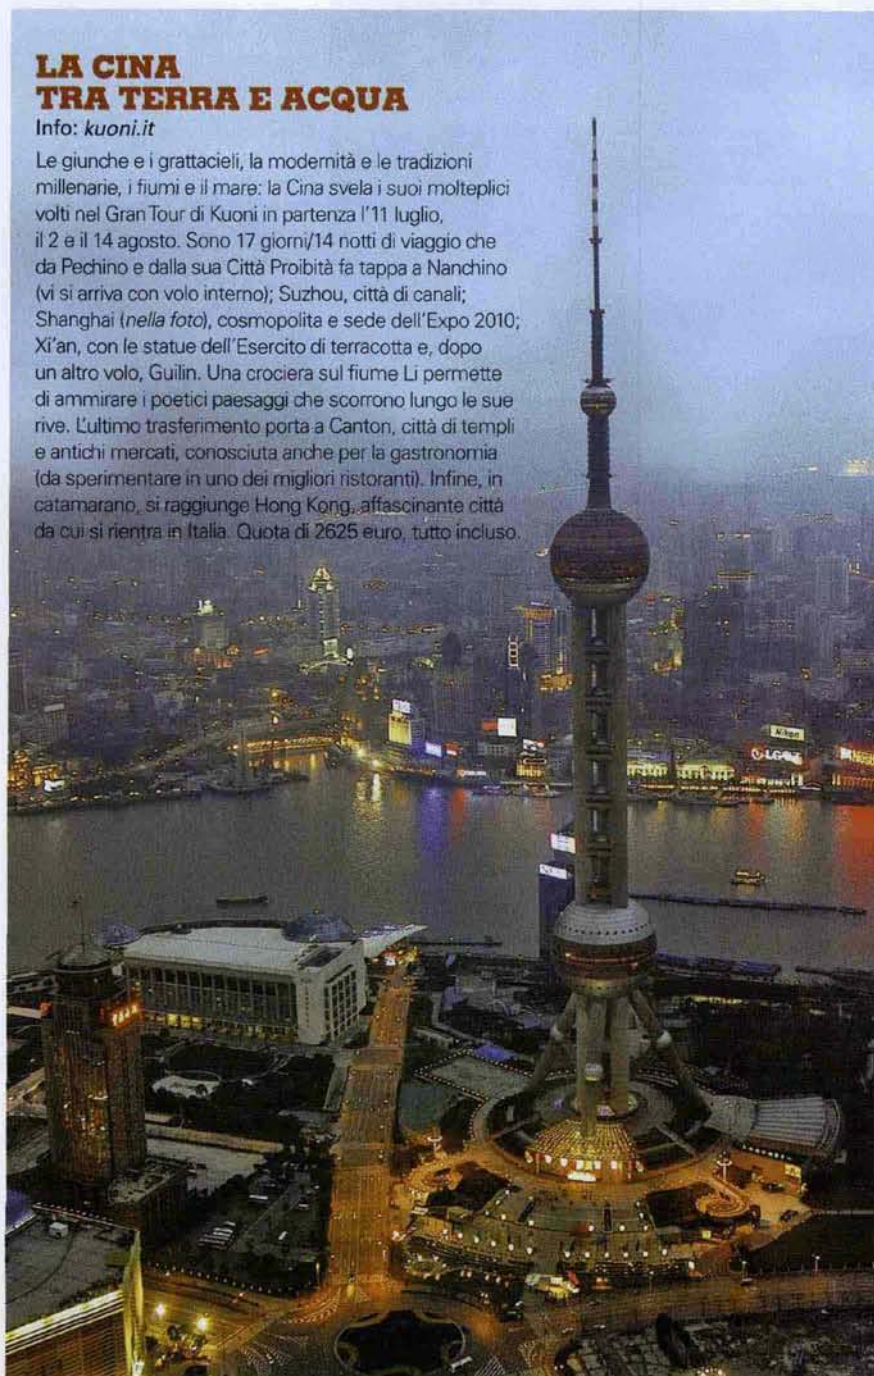 LA CINA
TRA TERRA E ACQUA
Info: kuoni.it
Le giunche e i grattacieli, la modernità e le tradizioni
millenarie, i fiumi e il mare: la Cina svela i suoi molteplici
volti nel Gran Tour di Kuoni in partenza l'11 luglio,
il 2 e il 14 agosto. Sono 17 giorni/14 notti di viaggio che
da Pechino e dalla sua Città Proibità fa tappa a Nanchino
(vi si arriva con volo interno); Suzhou, città di canali;
Shanghai (nella foto), cosmopolita e sede dell'Expo 2010;
Xi'an, con le statue dell'Esercito di terracotta e, dopo
un altro volo, Guilin. Una crociera sul fiume Li permette
di ammirare i poetici paesaggi che scorrono lungo le sue
rive. L'ultimo trasferimento porta a Canton, città di templi
e antichi mercati, conosciuta anche per la gastronomia
(da sperimentare in uno dei migliori ristoranti). Infine, in
catamarano, si raggiunge Hong Kong, affascinante città
da cui si rientra in Italia. Quota di 2625 euro, tutto incluso.
Nikon
LG